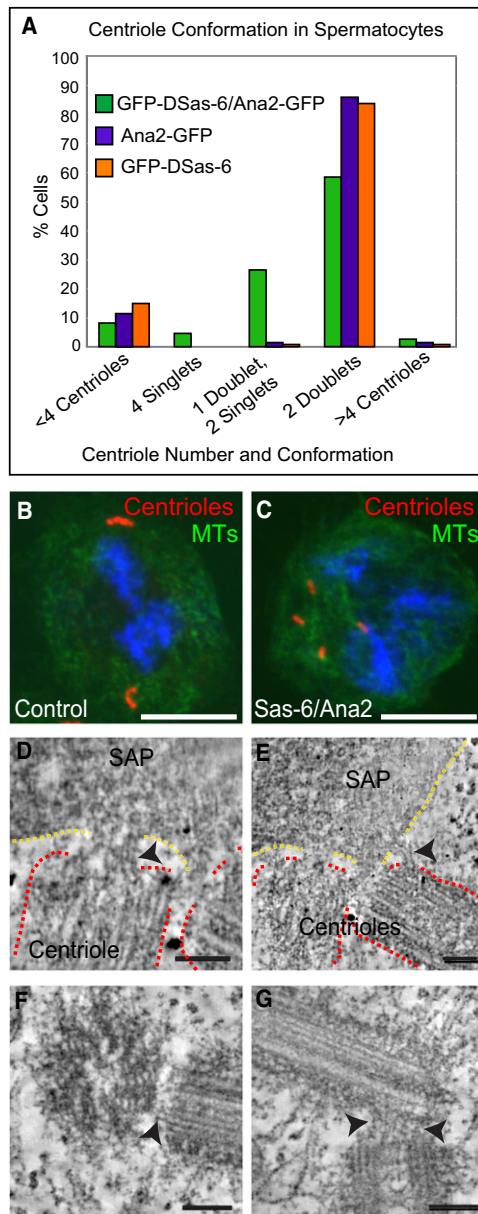 A
Centriole Conformation in Spermatocytes
100
90
80
70
60
50
40
30
20
10
0
% Cells
GFP-DSas-6/Ana2-GFP
Ana2-GFP
GFP-DSas-6
<4 Centrioles
4 Singlets
1 Doublet,
2 Singlets
2 Doublets
>4 Centrioles
Centriole Number and Conformation
B
Centrioles
MTs
Control
C
Centrioles
MTs
Sas-6/Ana2
D
SAP
Centriole
E
SAP
Centrioles
F
G